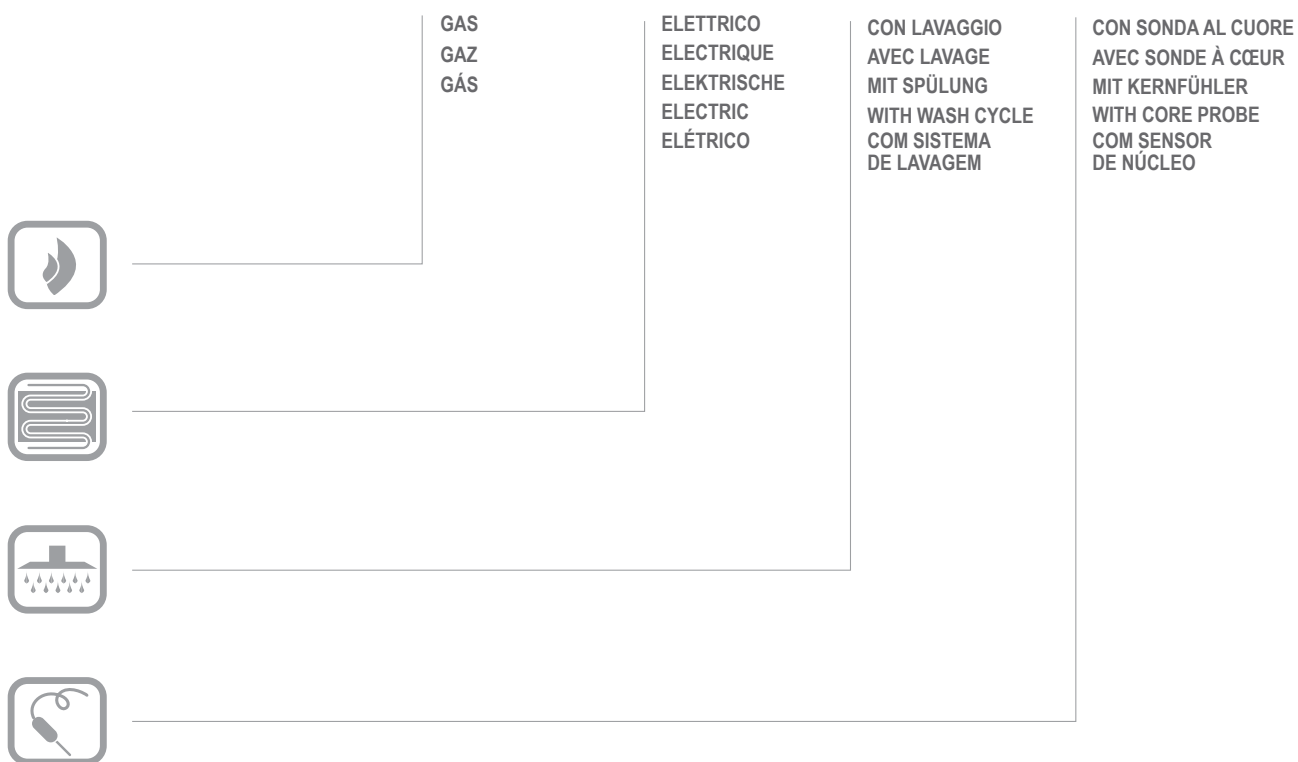 GAS
GAZ
GÁS
ELETTRICO
ELECTRIQUE
ELEKTRISCHE
ELECTRIC
ELÉTRICO
CON LAVAGGIO
AVEC LAVAGE
MIT SPÜLUNG
WITH WASH CYCLE
COM SISTEMA
DE LAVAGEM
CON SONDA AL CUORE
AVEC SONDE À CŒUR
MIT KERNFÜHLER
WITH CORE PROBE
COM SENSOR
DE NÚCLEO